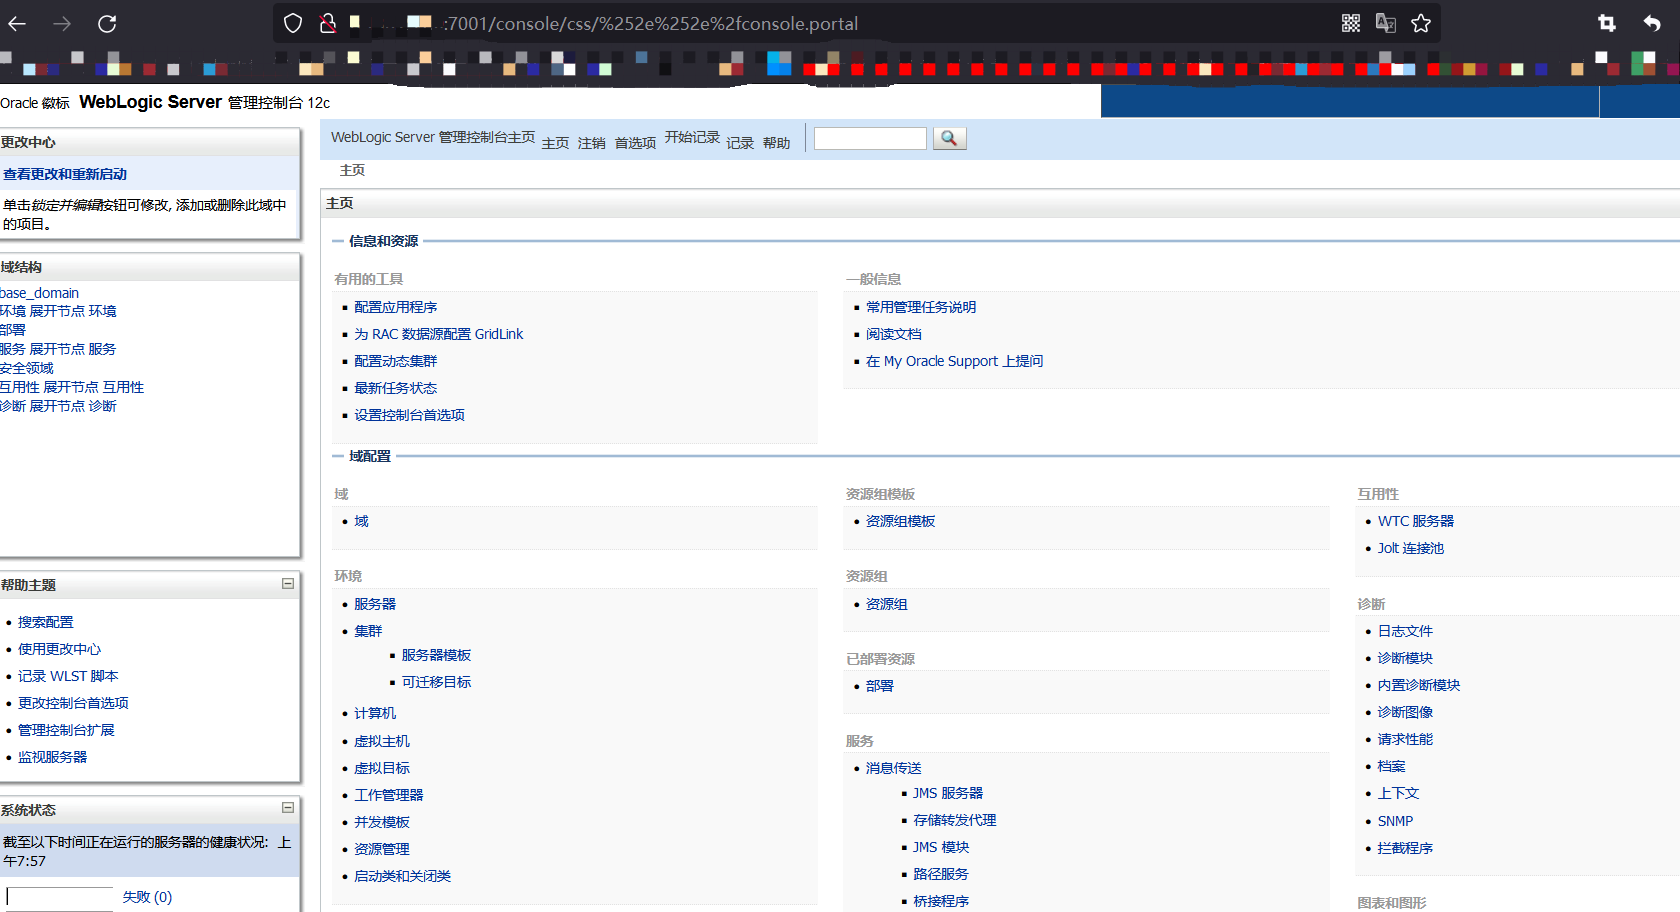 :7001/console/css/%252e%252e%2fconsole.portal
Oracle 徽标 WebLogic Server 管理控制台 12c
更改中心
查看更改和重新启动
单击锁定并编辑按钮可修改, 添加或删除此域中
的项目。
域结构
base_domain
环境 展开节点 环境
部署
服务 展开节点 服务
安全领域
互用性 展开节点 互用性
诊断 展开节点 诊断
帮助主题
搜索配置
使用更改中心
记录 WLST 脚本
更改控制台首选项
管理控制台扩展
监视服务器
系统状态
截至以下时间正在运行的服务器的健康状况: 上
午7:57
失败 (0)
WebLogic Server 管理控制台主页 主页 注销 首选项 开始记录 记录 帮助
主页
主页
信息和资源
有用的工具
配置应用程序
为 RAC 数据源配置 GridLink
配置动态集群
最新任务状态
设置控制台首选项
一般信息
常用管理任务说明
阅读文档
在 My Oracle Support 上提问
域配置
域
域
环境
服务器
集群
服务器模板
可迁移目标
计算机
虚拟主机
虚拟目标
工作管理器
并发模板
资源管理
启动类和关闭类
资源组模板
资源组模板
资源组
资源组
已部署资源
部署
服务
消息传送
JMS 服务器
存储转发代理
JMS 模块
路径服务
桥接程序
互用性
WTC 服务器
Jolt 连接池
诊断
日志文件
诊断模块
内置诊断模块
诊断图像
请求性能
档案
上下文
SNMP
拦截程序
图表和图形